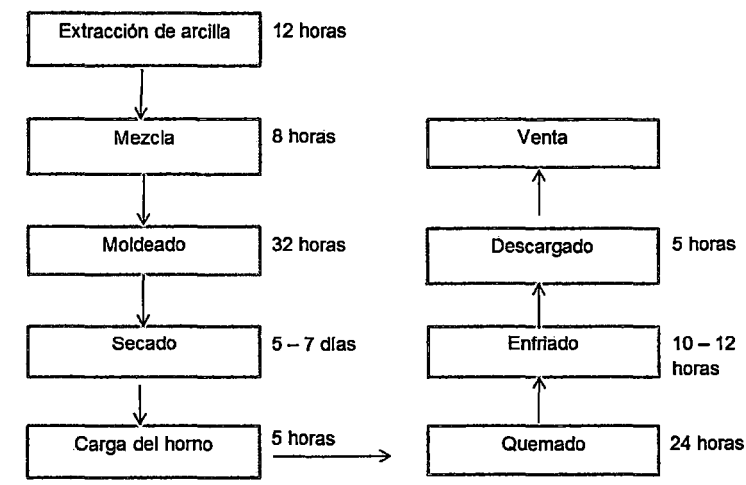 Extracción de arcilla
12 horas
Mezcla
8 horas
Moldeado
32 horas
Secado
5 – 7 días
Carga del horno
5 horas
Quemado
24 horas
Enfriado
10 – 12
horas
Descargado
5 horas
Venta